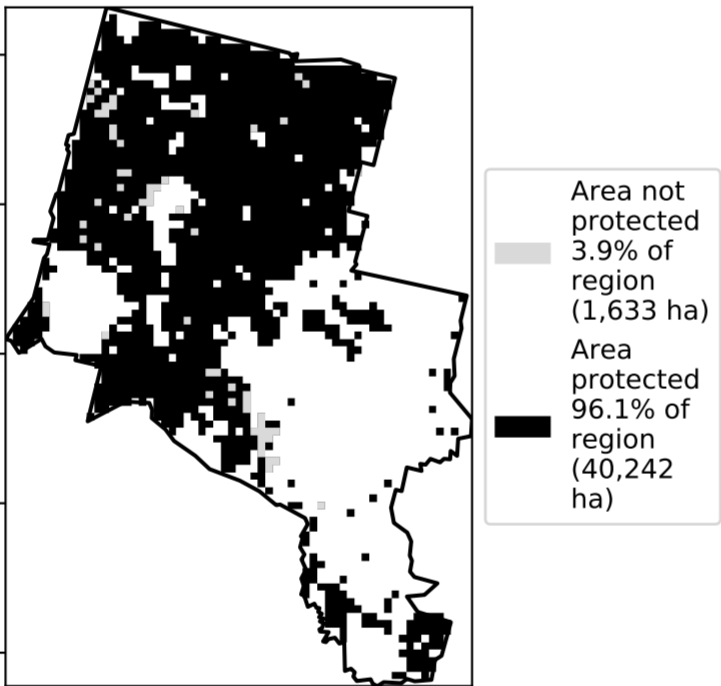 Area not
protected
3.9% of
region
(1,633 ha)
Area
protected
96.1% of
region
(40,242
ha)